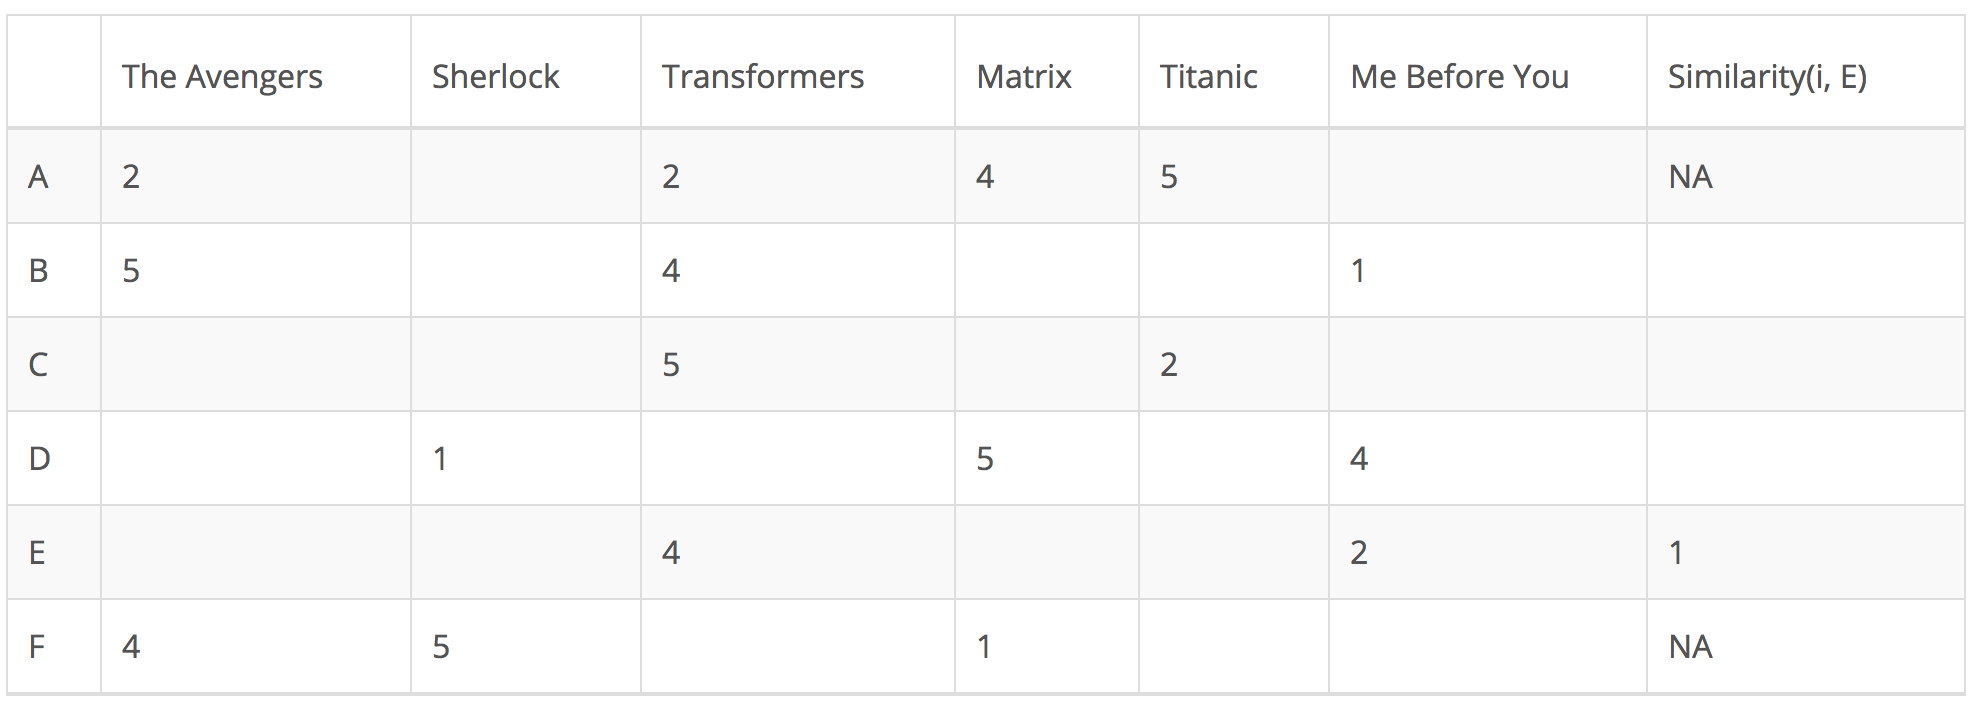 The Avengers Sherlock Transformers Matrix Titanic Me Before You Similarity(i, E)
A 2 2 4 5 NA
B 5 4 1
C 5 2
D 1 5 4
E 4 2 1
F 4 5 1 NA